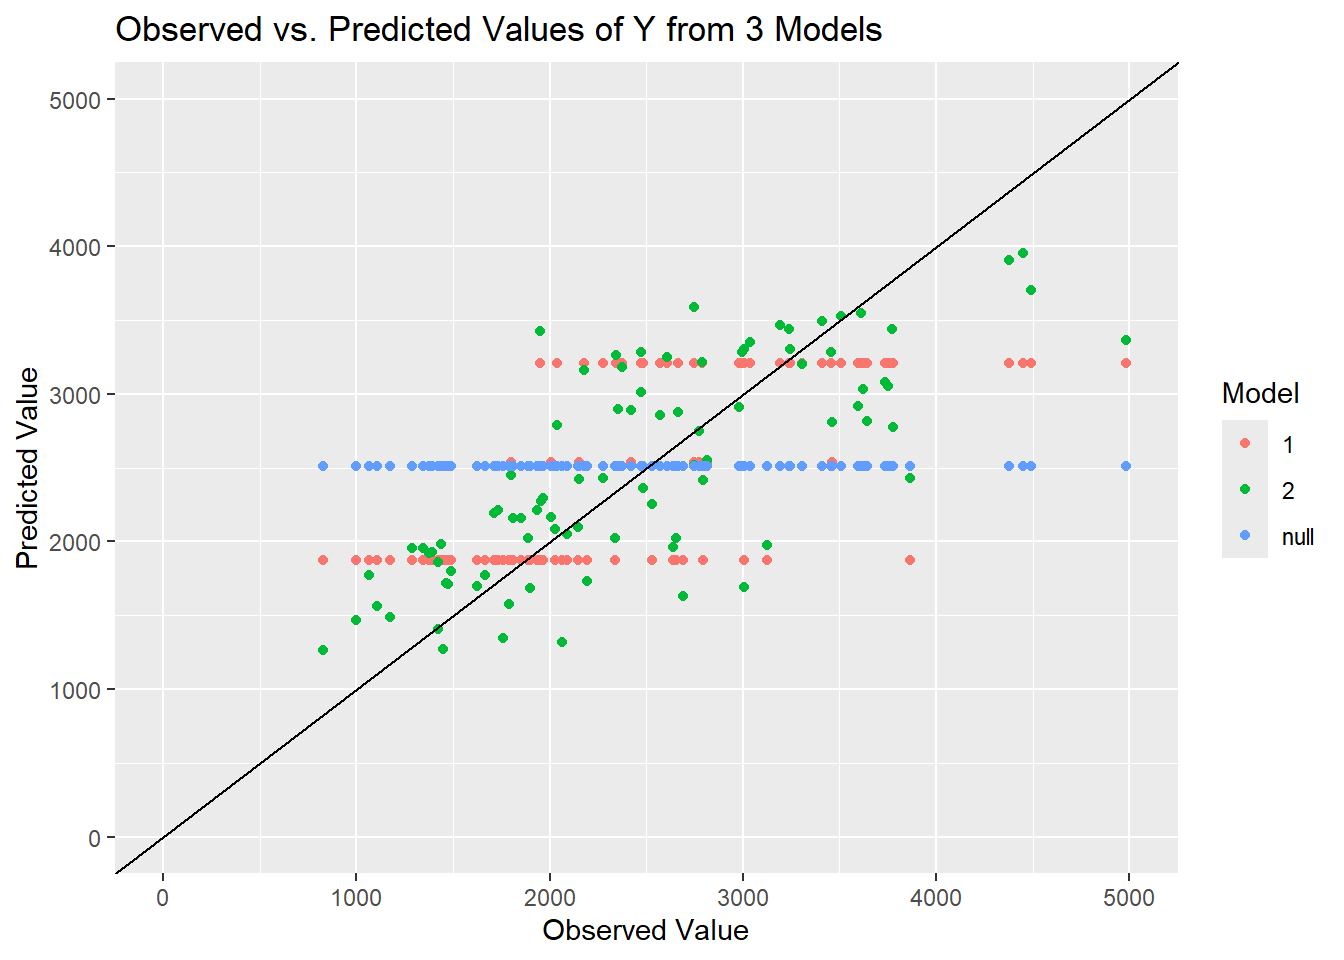 Observed vs. Predicted Values of Y from 3 Models
Predicted Value
5000
4000
3000
2000
1000
0
0 1000 2000 3000 4000 5000
Observed Value
Model
1
2
null